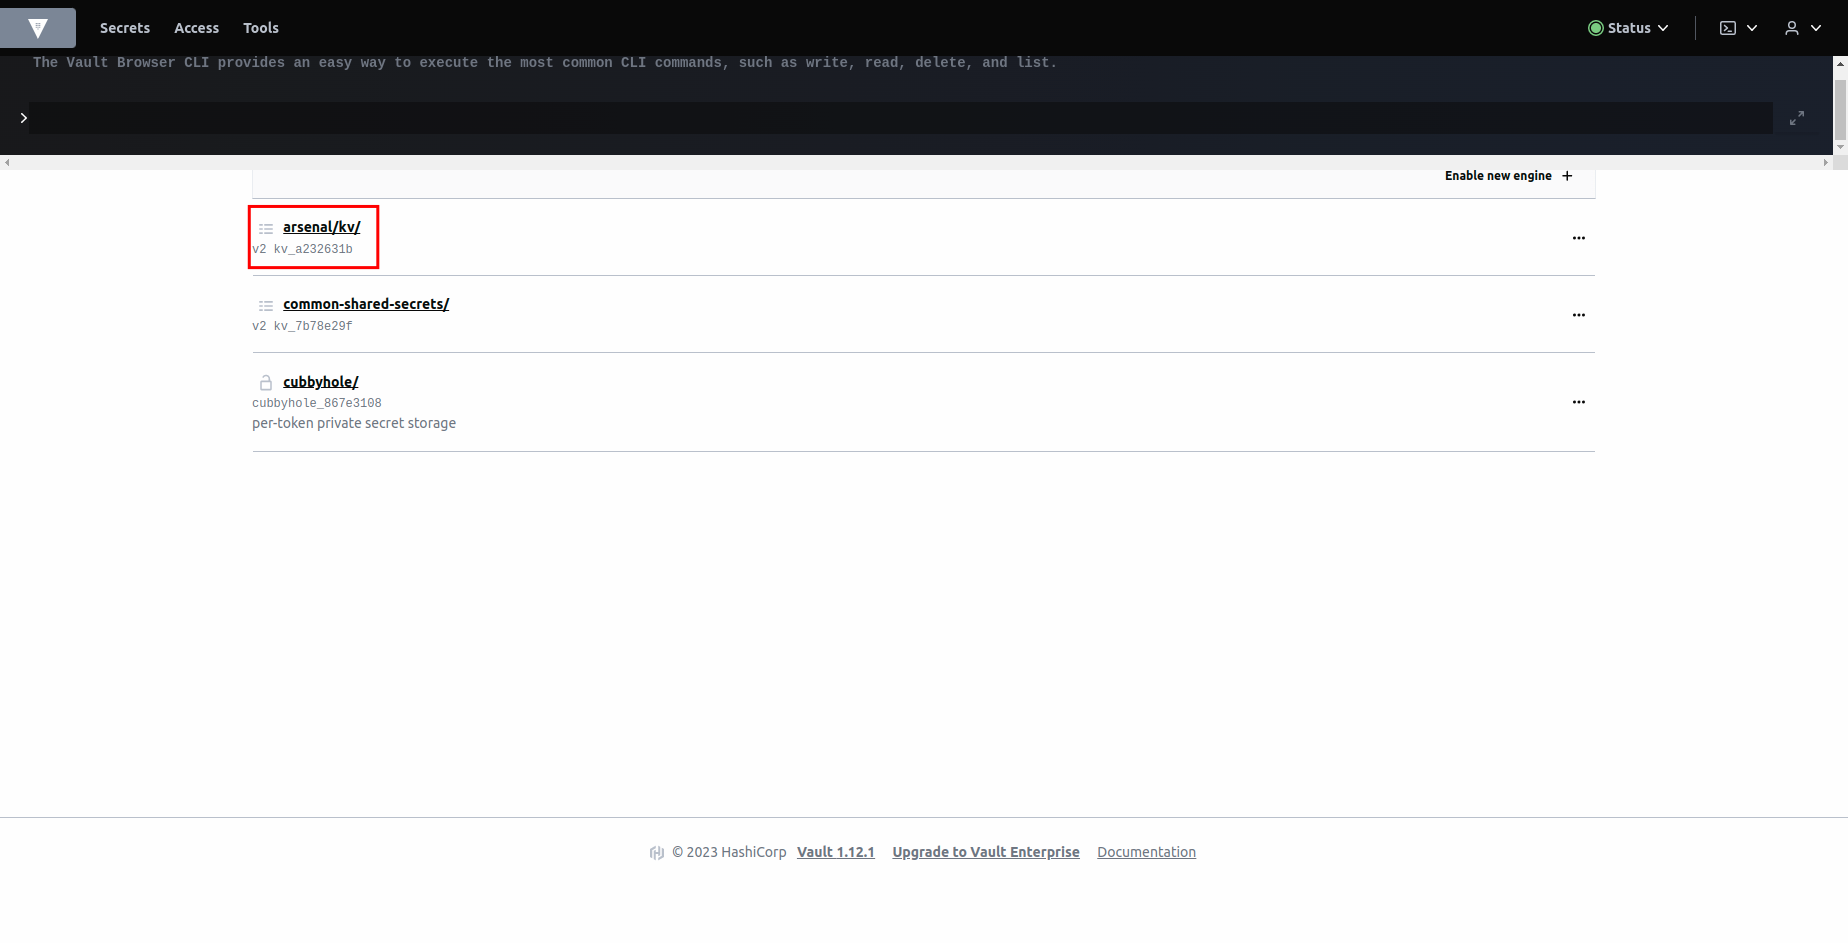 Secrets Access Tools Status
The Vault Browser CLI provides an easy way to execute the most common CLI commands, such as write, read, delete, and list.
>
Enable new engine +
arsenal/kv/
v2 kv_a232631b
common-shared-secrets/
v2 kv_7b78e29f
cubbyhole/
cubbyhole_867e3108
per-token private secret storage
© 2023 HashiCorp Vault 1.12.1 Upgrade to Vault Enterprise Documentation